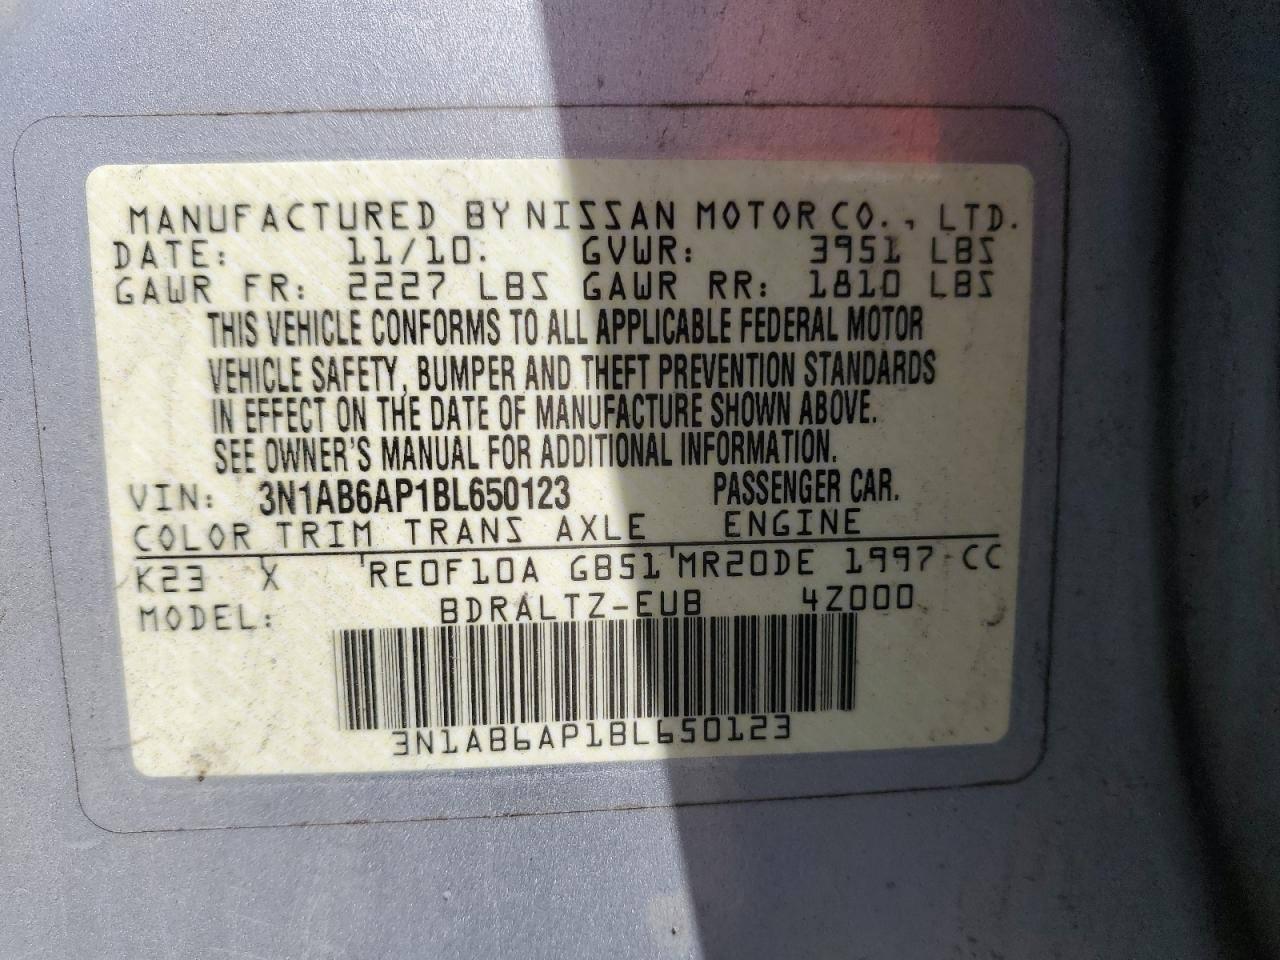 MANUFACTURED BY NISSAN MOTOR CO., LTD.
DATE: 11/10. GVWR: 3951 LBS
GAWR FR: 2227 LBS GAWR RR: 1810 LBS
THIS VEHICLE CONFORMS TO ALL APPLICABLE FEDERAL MOTOR
VEHICLE SAFETY, BUMPER AND THEFT PREVENTION STANDARDS
IN EFFECT ON THE DATE OF MANUFACTURE SHOWN ABOVE.
SEE OWNER'S MANUAL FOR ADDITIONAL INFORMATION.
VIN: 3N1AB6AP1BL650123 PASSENGER CAR.
COLOR TRIM TRANS AXLE ENGINE
K23 X RE0F10A GB51 MR20DE 1997-CC
MODEL: BDRALTZ-EUB 4Z000
3N1AB6AP1BL650123